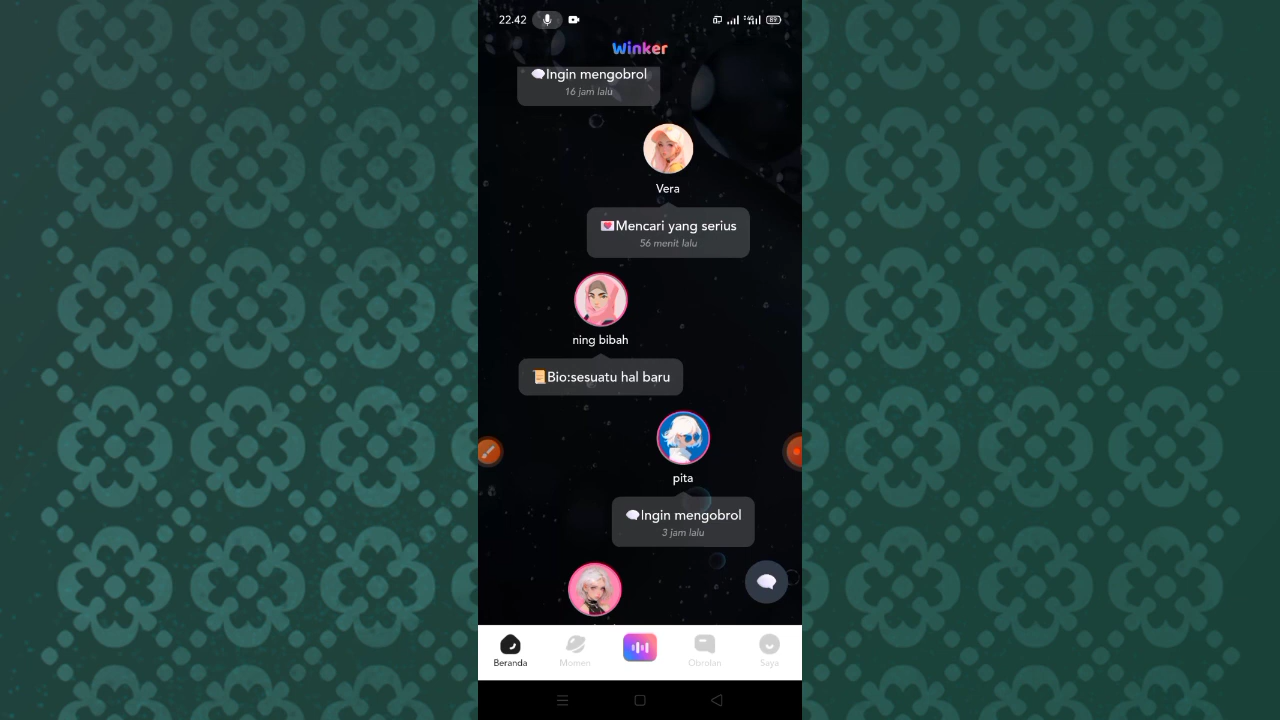 22.42
89
Winker
Ingin mengobrol
16 jam lalu
Vera
Mencari yang serius
56 menit lalu
ning bibah
Bio:sesuatu hal baru
pita
Ingin mengobrol
3 jam lalu
Beranda
Momen
Obrolan
Saya